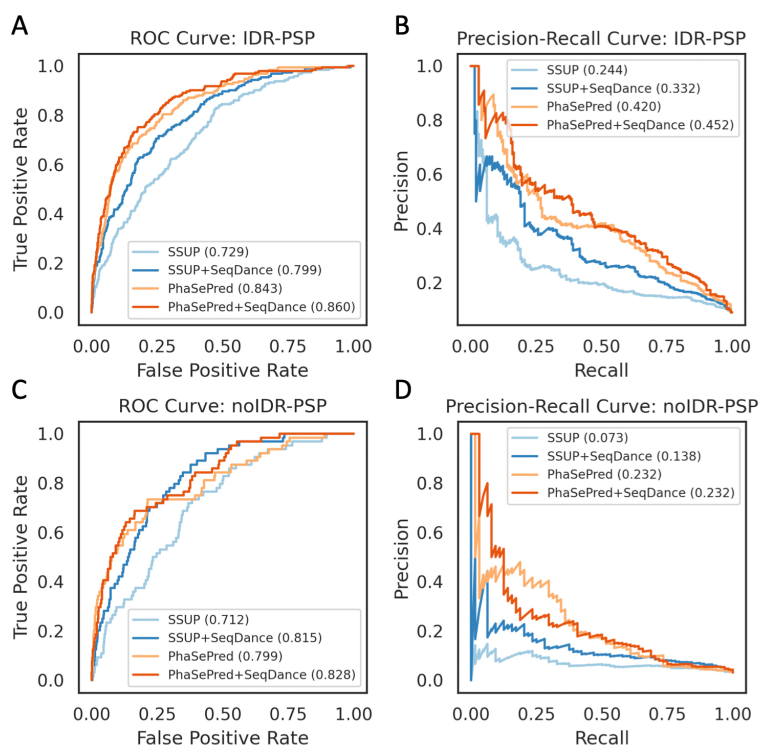 A
ROC Curve: IDR-PSP
True Positive Rate
1.0
0.8
0.6
0.4
0.2
0.0
SSUP (0.729)
SSUP+SeqDance (0.799)
PhaSePred (0.843)
PhaSePred+SeqDance (0.860)
0.00 0.25 0.50 0.75 1.00
False Positive Rate
B
Precision-Recall Curve: IDR-PSP
Precision
1.0
0.8
0.6
0.4
0.2
SSUP (0.244)
SSUP+SeqDance (0.332)
PhaSePred (0.420)
PhaSePred+SeqDance (0.452)
0.00 0.25 0.50 0.75 1.00
Recall
C
ROC Curve: noIDR-PSP
True Positive Rate
1.0
0.8
0.6
0.4
0.2
0.0
SSUP (0.712)
SSUP+SeqDance (0.815)
PhaSePred (0.799)
PhaSePred+SeqDance (0.828)
0.00 0.25 0.50 0.75 1.00
False Positive Rate
D
Precision-Recall Curve: noIDR-PSP
Precision
1.0
0.8
0.6
0.4
0.2
0.0
SSUP (0.073)
SSUP+SeqDance (0.138)
PhaSePred (0.232)
PhaSePred+SeqDance (0.232)
0.00 0.25 0.50 0.75 1.00
Recall